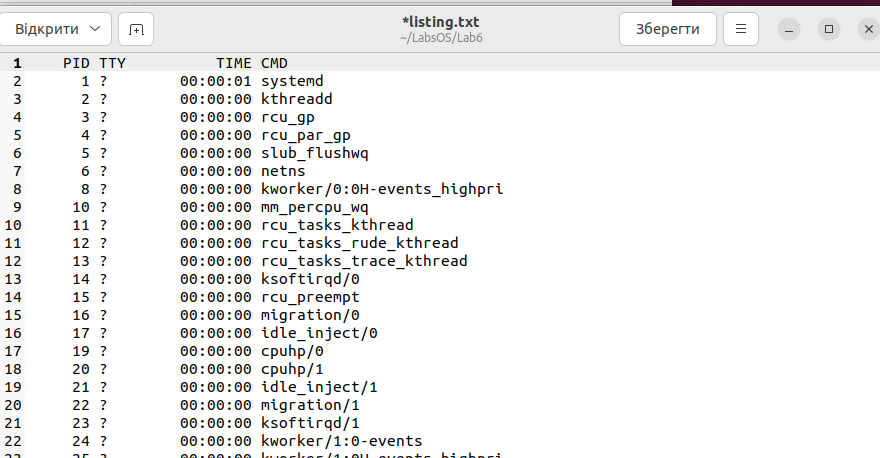 Відкрити
*listing.txt
~/LabsOS/Lab6
Зберегти
1 PID TTY TIME CMD
2 1 ? 00:00:01 systemd
3 2 ? 00:00:00 kthreadd
4 3 ? 00:00:00 rcu_gp
5 4 ? 00:00:00 rcu_par_gp
6 5 ? 00:00:00 slub_flushwq
7 6 ? 00:00:00 netns
8 8 ? 00:00:00 kworker/0:0H-events_highpri
9 10 ? 00:00:00 mm_percpu_wq
10 11 ? 00:00:00 rcu_tasks_kthread
11 12 ? 00:00:00 rcu_tasks_rude_kthread
12 13 ? 00:00:00 rcu_tasks_trace_kthread
13 14 ? 00:00:00 ksoftirqd/0
14 15 ? 00:00:00 rcu_preempt
15 16 ? 00:00:00 migration/0
16 17 ? 00:00:00 idle_inject/0
17 19 ? 00:00:00 cpuhp/0
18 20 ? 00:00:00 cpuhp/1
19 21 ? 00:00:00 idle_inject/1
20 22 ? 00:00:00 migration/1
21 23 ? 00:00:00 ksoftirqd/1
22 24 ? 00:00:00 kworker/1:0-events
23 25 ? 00:00:00 kworker/1:0H-events_highpri